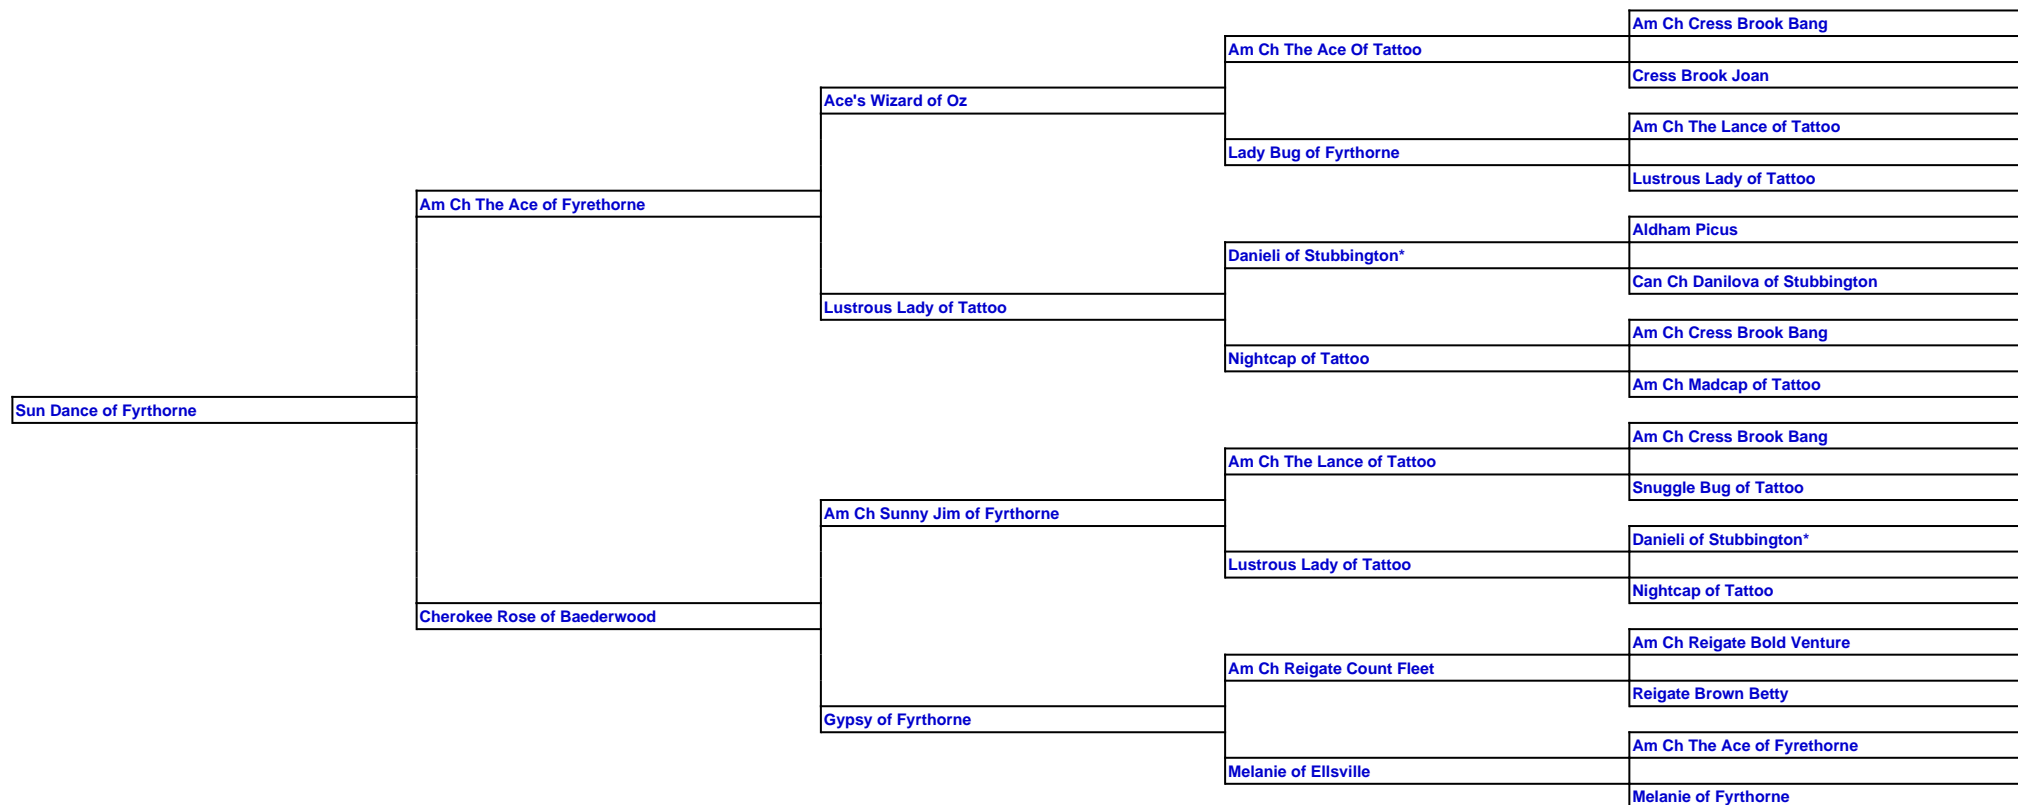 Am Ch Cress Brook Bang
Am Ch The Ace Of Tattoo
Cress Brook Joan
Ace's Wizard of Oz
Am Ch The Lance of Tattoo
Lady Bug of Fyrthorne
Lustrous Lady of Tattoo
Am Ch The Ace of Fyrethorne
Aldham Picus
Danieli of Stubbington*
Can Ch Danilova of Stubbington
Lustrous Lady of Tattoo
Am Ch Cress Brook Bang
Nightcap of Tattoo
Am Ch Madcap of Tattoo
Sun Dance of Fyrthorne
Am Ch Cress Brook Bang
Am Ch The Lance of Tattoo
Snuggle Bug of Tattoo
Am Ch Sunny Jim of Fyrthorne
Danieli of Stubbington*
Lustrous Lady of Tattoo
Nightcap of Tattoo
Cherokee Rose of Baederwood
Am Ch Reigate Bold Venture
Am Ch Reigate Count Fleet
Reigate Brown Betty
Gypsy of Fyrthorne
Am Ch The Ace of Fyrethorne
Melanie of Ellsville
Melanie of Fyrthorne